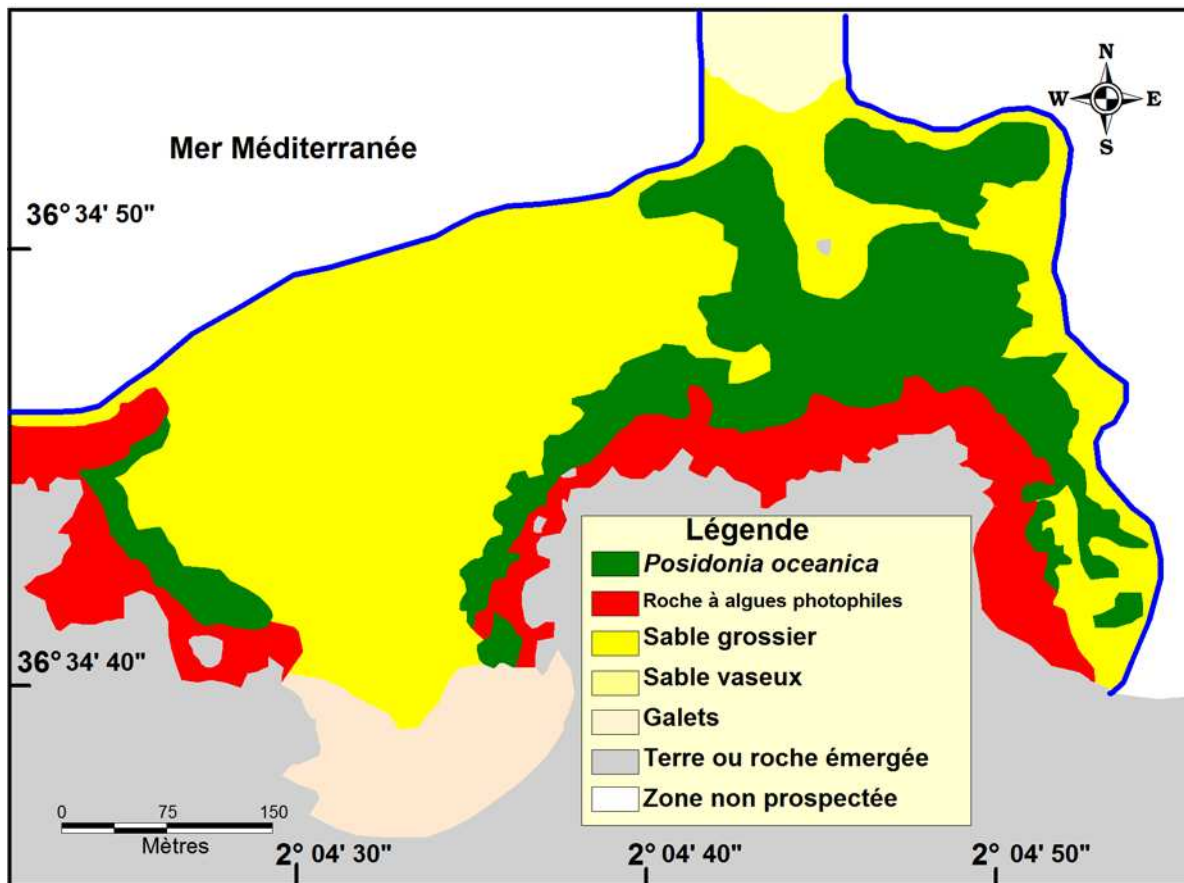 N
W E
S
Mer Méditerranée
36° 34' 50"
Légende
Posidonia oceanica
Roche à algues photophiles
Sable grossier
36° 34' 40"
Sable vaseux
Galets
Terre ou roche émergée
Zone non prospectée
0 75 150
Mètres
2° 04' 30" 2° 04' 40" 2° 04' 50"